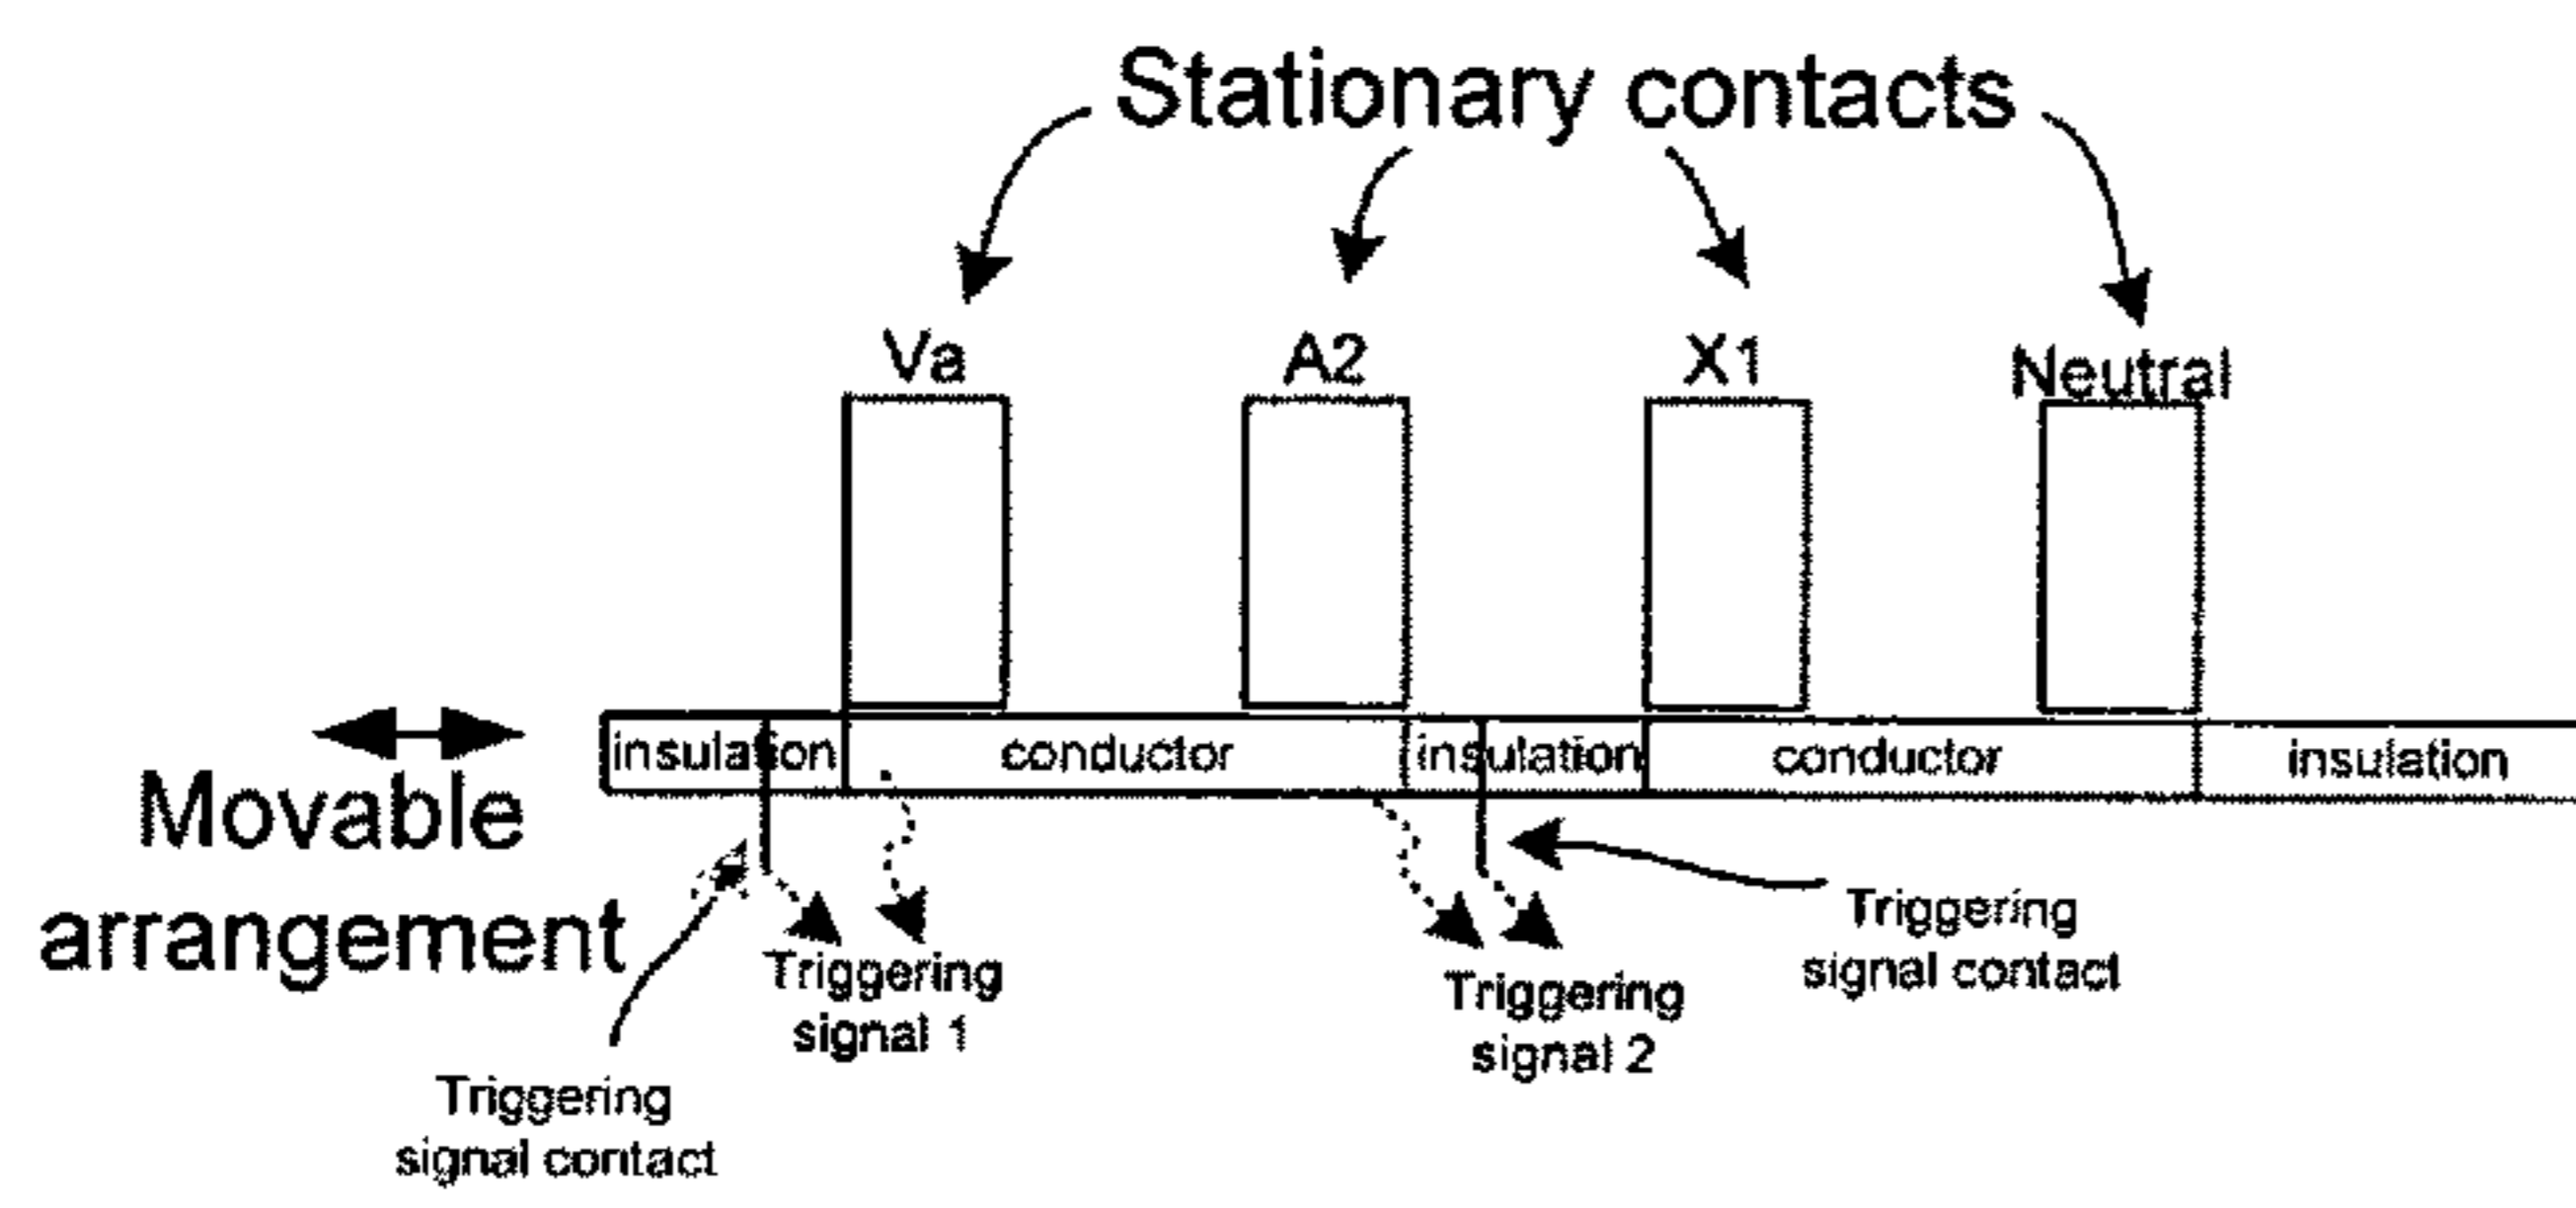 Stationary contacts
Va
A2
X1
Neutral
insulation
conductor
insulation
conductor
insulation
Movable
arrangement
Triggering
signal 1
Triggering
signal 2
Triggering
signal contact
Triggering
signal contact